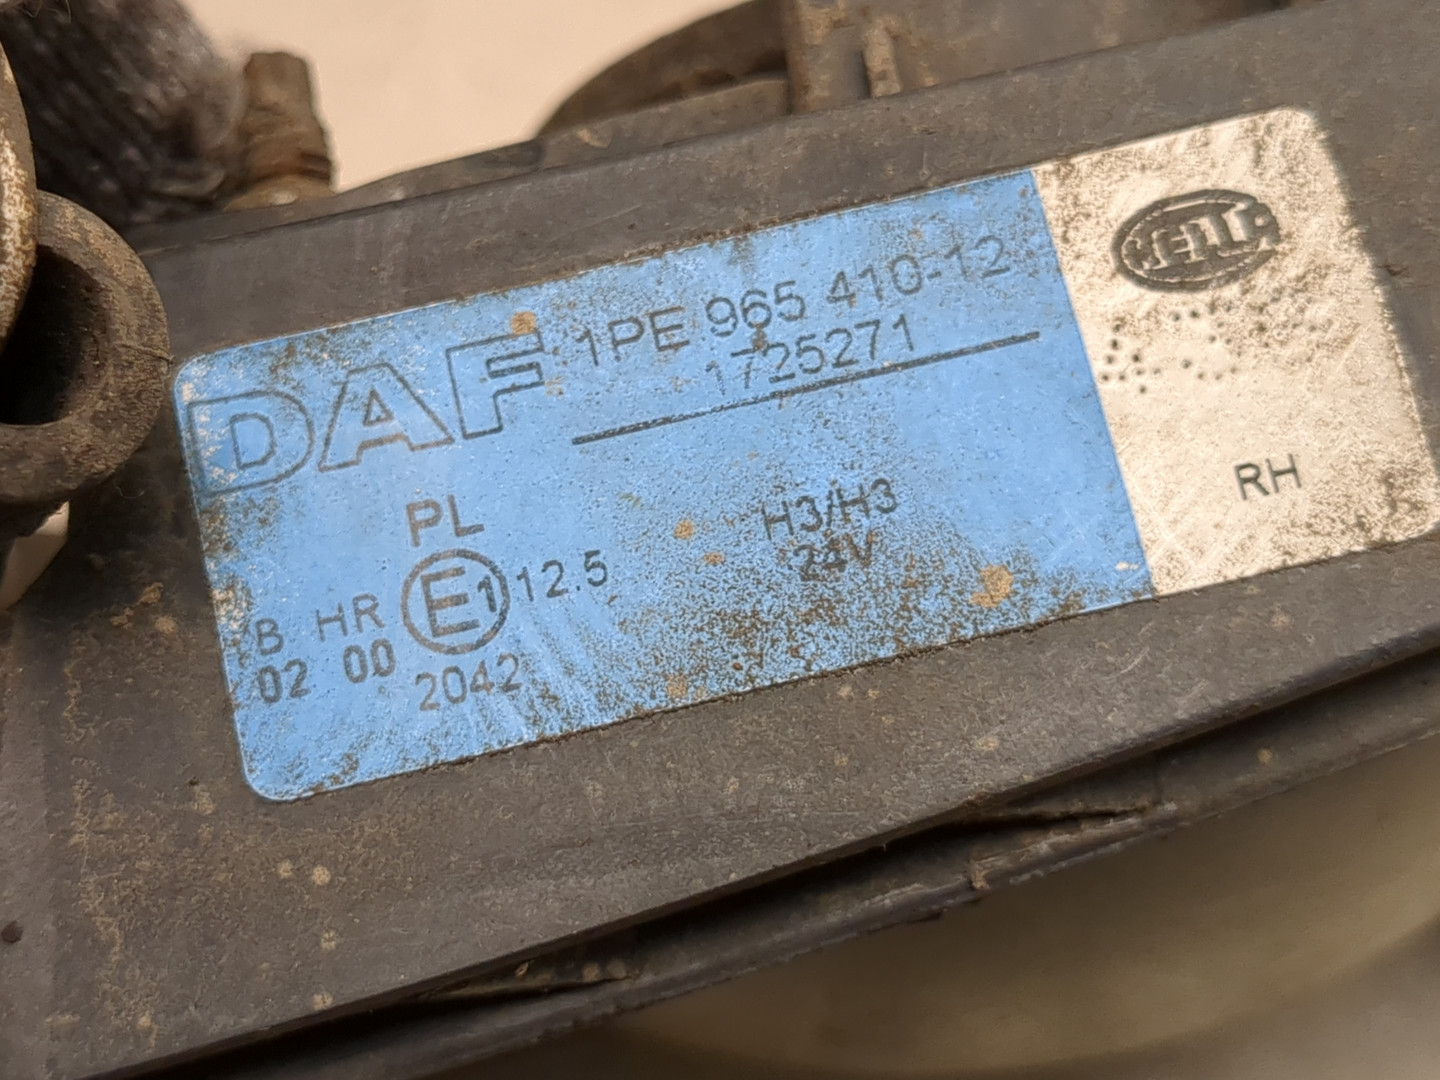 DAF 1PE 965 410-12
1725271
HELLA
RH
PL
H3/H3
24V
B HR E1 12.5
02 00 2042